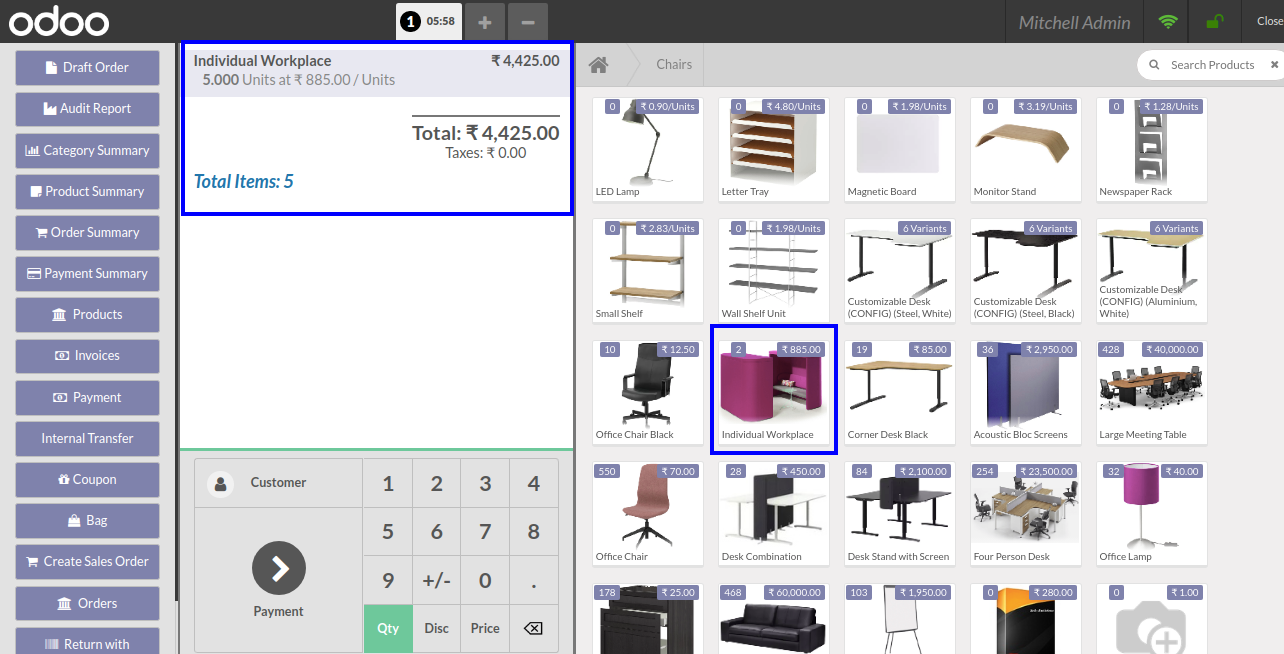 odoo
1 05:58
Mitchell Admin
Close
Draft Order
Audit Report
Category Summary
Product Summary
Order Summary
Payment Summary
Products
Invoices
Payment
Internal Transfer
Coupon
Bag
Create Sales Order
Orders
Return with
Individual Workplace ₹ 4,425.00
5.000 Units at ₹ 885.00 / Units
Total: ₹ 4,425.00
Taxes: ₹ 0.00
Total Items: 5
Customer
Payment
1 2 3 4
5 6 7 8
9 +/- 0 .
Qty Disc Price
Chairs
Search Products
0 ₹ 0.90/Units
LED Lamp
0 ₹ 4.80/Units
Letter Tray
0 ₹ 1.98/Units
Magnetic Board
0 ₹ 3.19/Units
Monitor Stand
0 ₹ 1.28/Units
Newspaper Rack
0 ₹ 2.83/Units
Small Shelf
0 ₹ 1.98/Units
Wall Shelf Unit
6 Variants
Customizable Desk
(CONFIG) (Steel, White)
6 Variants
Customizable Desk
(CONFIG) (Steel, Black)
6 Variants
Customizable Desk
(CONFIG) (Aluminium,
White)
10 ₹ 12.50
Office Chair Black
2 ₹ 885.00
Individual Workplace
19 ₹ 85.00
Corner Desk Black
36 ₹ 2,950.00
Acoustic Bloc Screens
428 ₹ 40,000.00
Large Meeting Table
550 ₹ 70.00
Office Chair
28 ₹ 450.00
Desk Combination
84 ₹ 2,100.00
Desk Stand with Screen
254 ₹ 23,500.00
Four Person Desk
32 ₹ 40.00
Office Lamp
178 ₹ 25.00
468 ₹ 60,000.00
103 ₹ 1,950.00
0 ₹ 280.00
0 ₹ 1.00